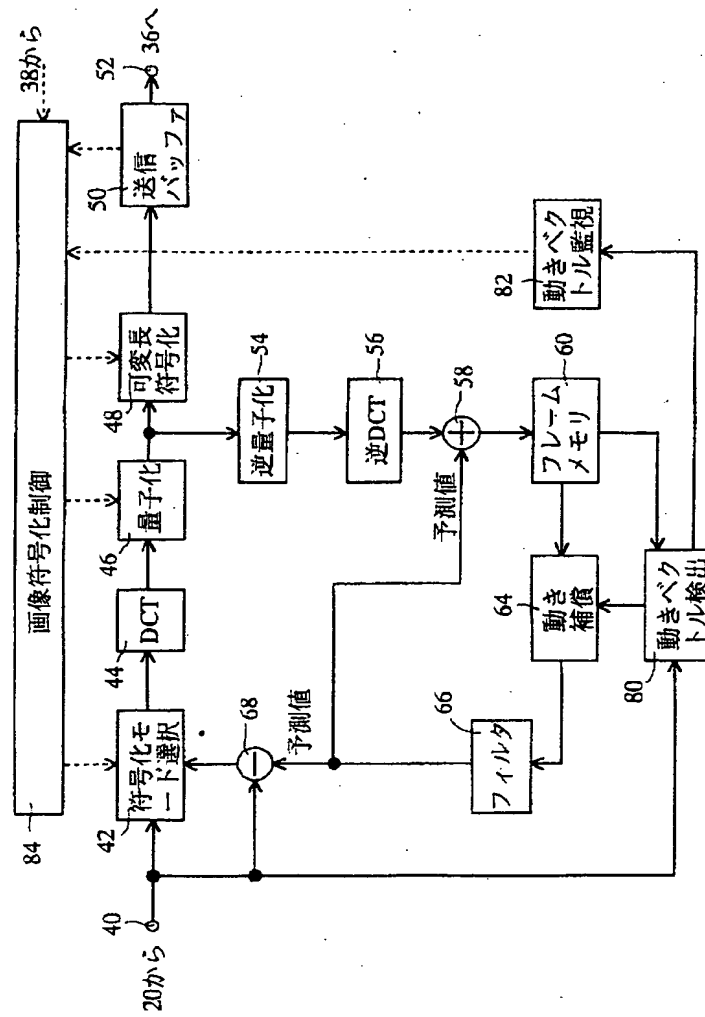 38から
画像符号化制御
84
52
36へ
50
送信
バッファ
48
可変長
符号化
46
量子化
44
DCT
42
符号化モ
ード選択
40
20から
82
動きベク
トル監視
54
逆量子化
56
逆DCT
58
予測値
68
予測値
60
フレーム
メモリ
64
動き
補償
66
フィルタ
80
動きベク
トル検出